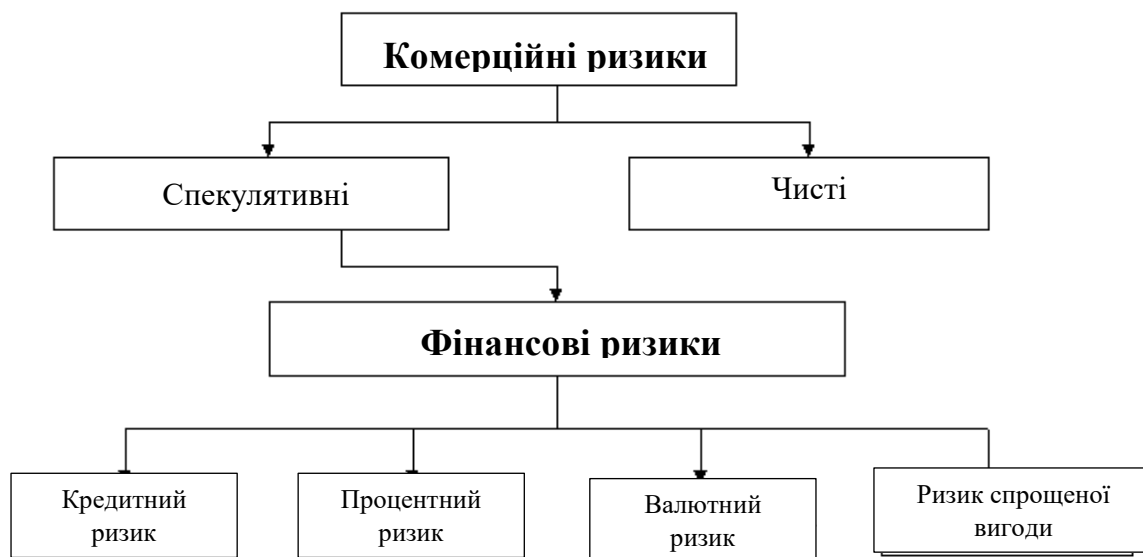 Комерційні ризики
Спекулятивні
Чисті
Фінансові ризики
Кредитний
ризик
Процентний
ризик
Валютний
ризик
Ризик спрощеної
вигоди